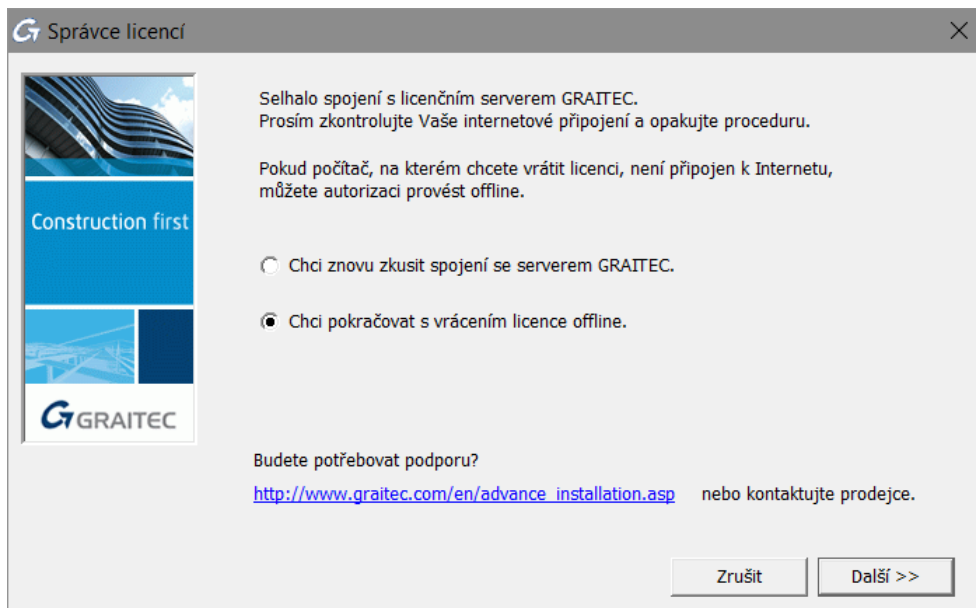 Správce licencí
Selhalo spojení s licenčním serverem GRAITEC.
Prosím zkontrolujte Vaše internetové připojení a opakujte proceduru.
Pokud počítač, na kterém chcete vrátit licenci, není připojen k Internetu,
můžete autorizaci provést offline.
Construction first
Chci znovu zkusit spojení se serverem GRAITEC.
Chci pokračovat s vrácením licence offline.
GRAITEC
Budete potřebovat podporu?
http://www.graitec.com/en/advance_installation.asp nebo kontaktujte prodejce.
Zrušit
Další >>